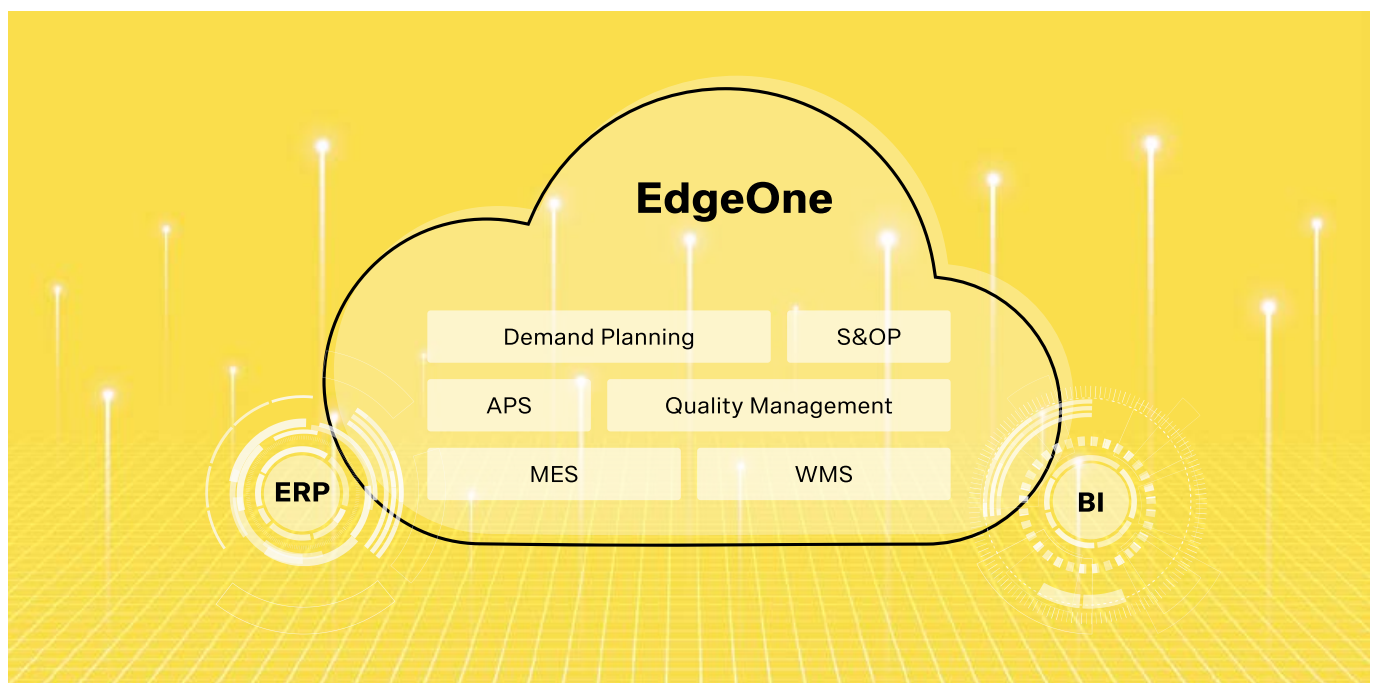 EdgeOne
Demand Planning
S&OP
APS
Quality Management
MES
WMS
ERP
BI